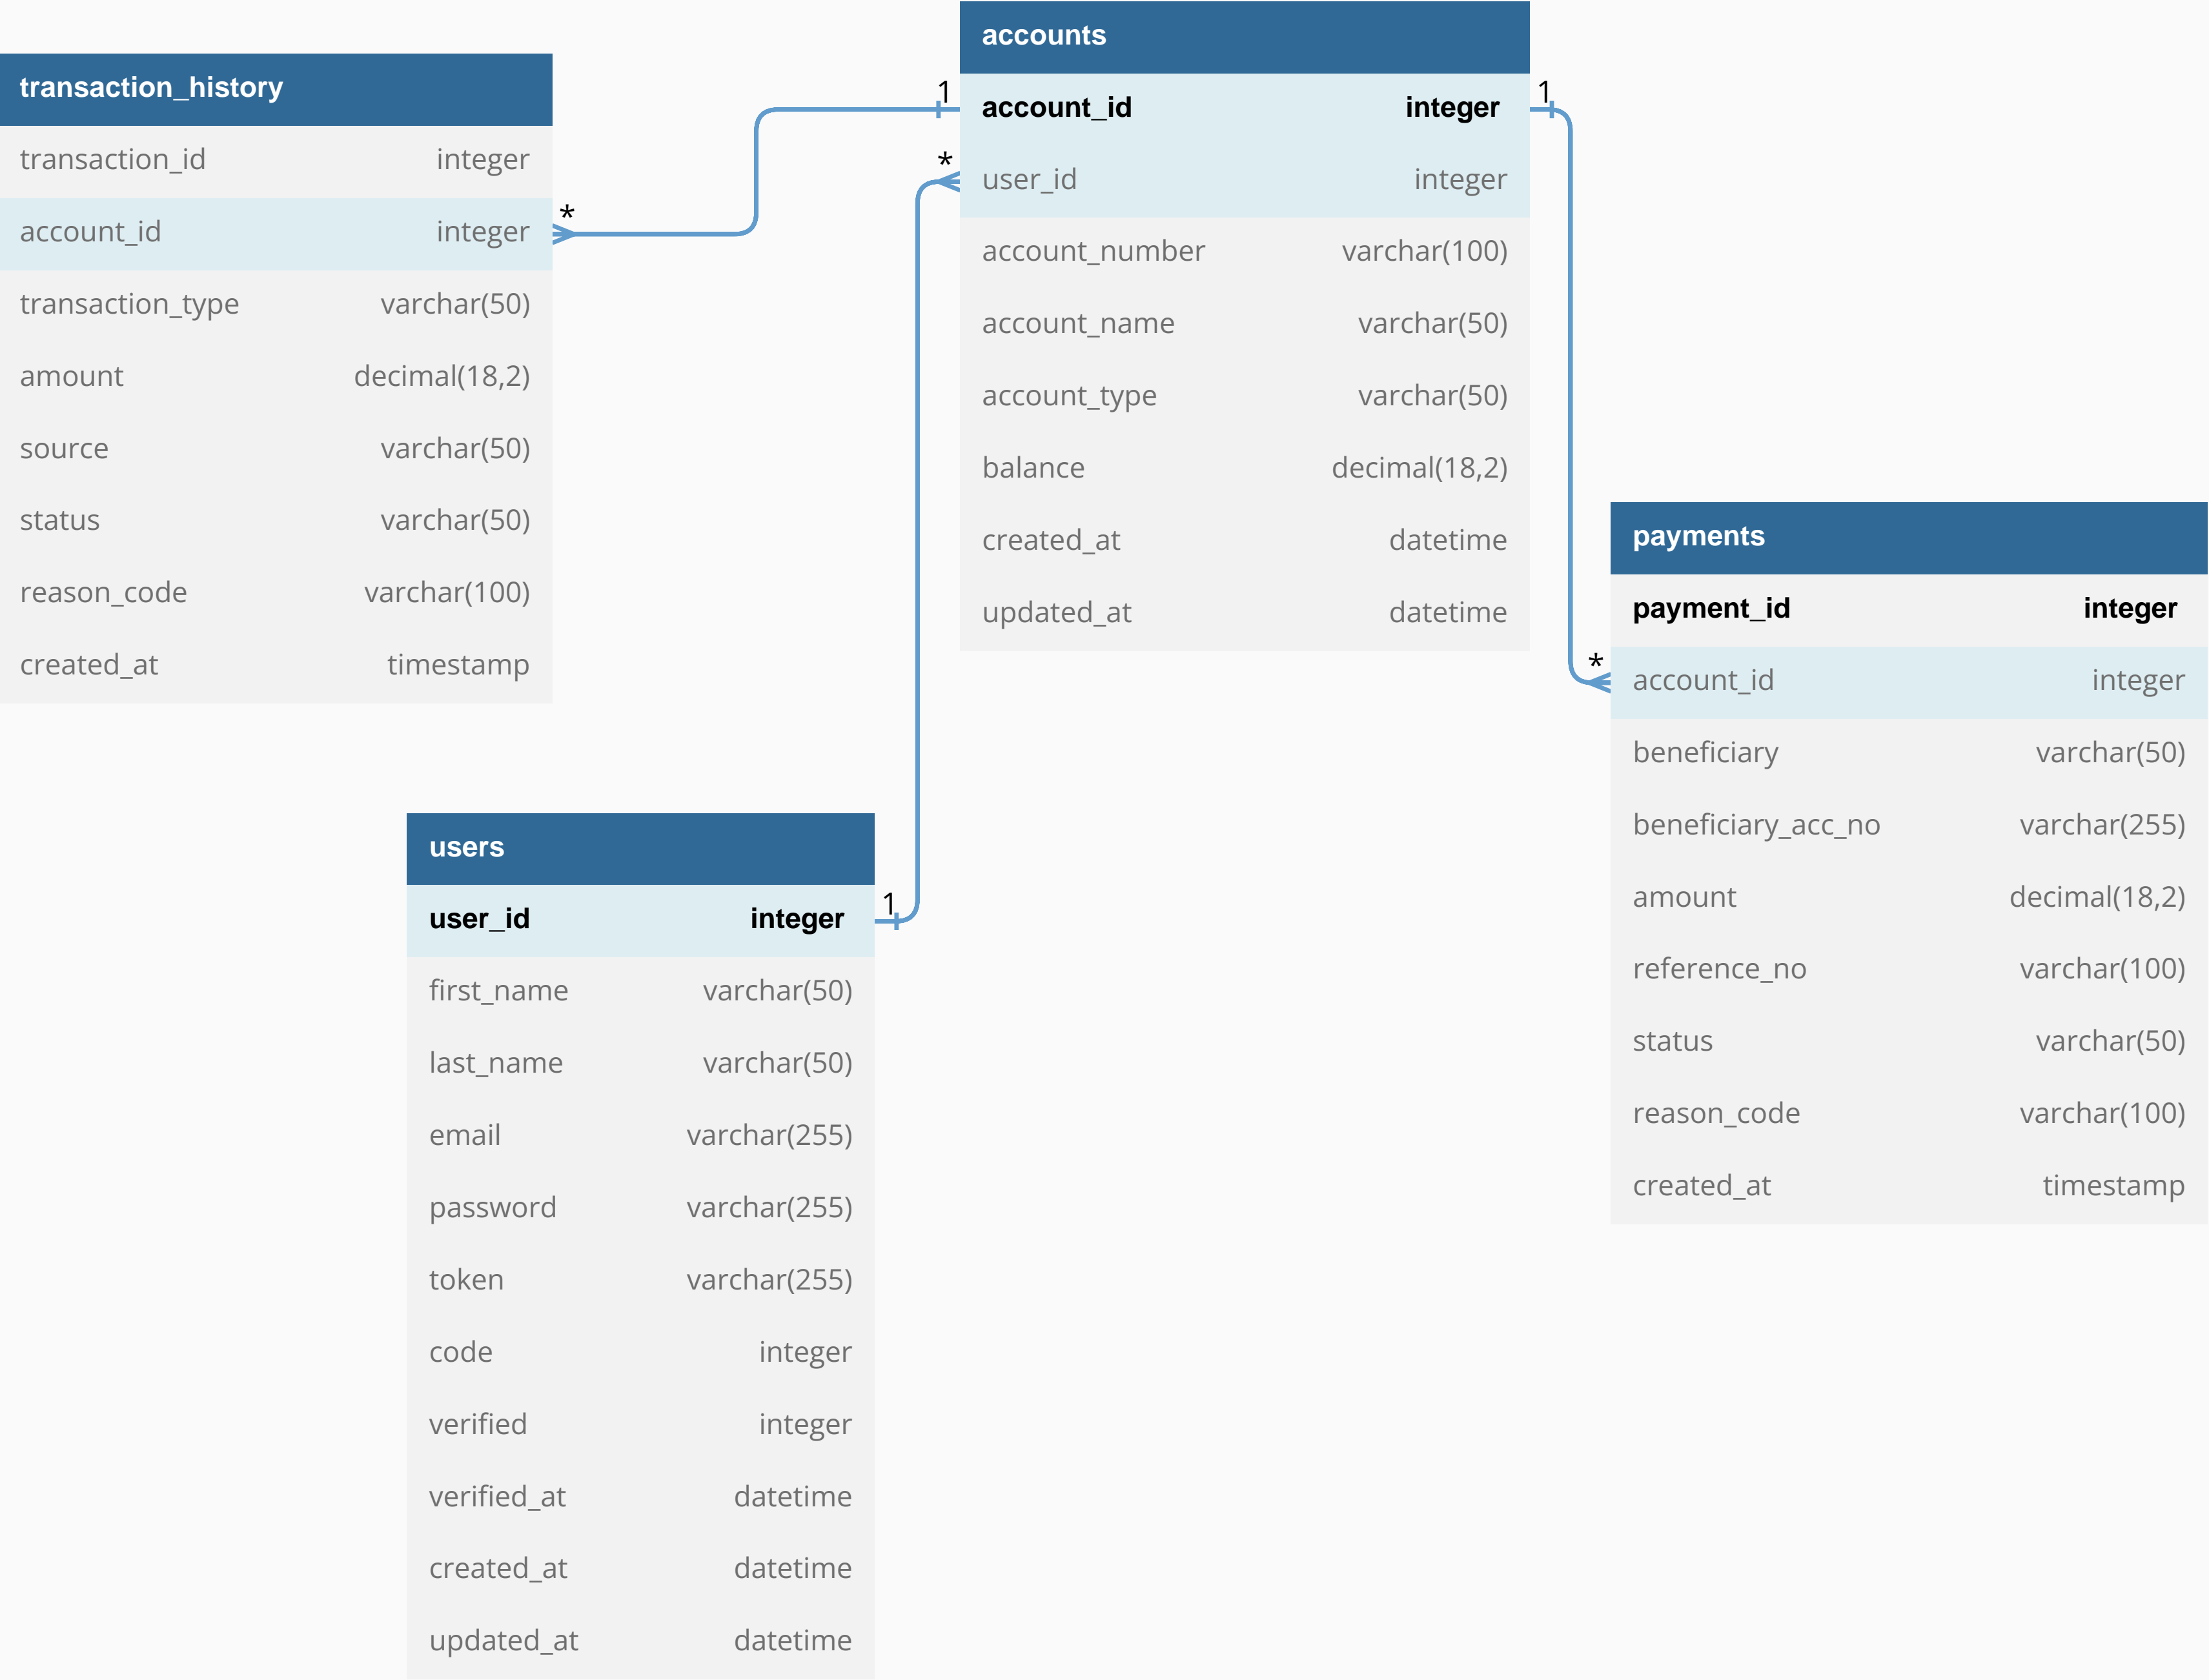 transaction_history
transaction_id integer
* account_id integer
transaction_type varchar(50)
amount decimal(18,2)
source varchar(50)
status varchar(50)
reason_code varchar(100)
created_at timestamp
accounts
1 account_id integer 1
* user_id integer
account_number varchar(100)
account_name varchar(50)
account_type varchar(50)
balance decimal(18,2)
created_at datetime
updated_at datetime
payments
payment_id integer
* account_id integer
beneficiary varchar(50)
beneficiary_acc_no varchar(255)
amount decimal(18,2)
reference_no varchar(100)
status varchar(50)
reason_code varchar(100)
created_at timestamp
users
user_id integer 1
first_name varchar(50)
last_name varchar(50)
email varchar(255)
password varchar(255)
token varchar(255)
code integer
verified integer
verified_at datetime
created_at datetime
updated_at datetime